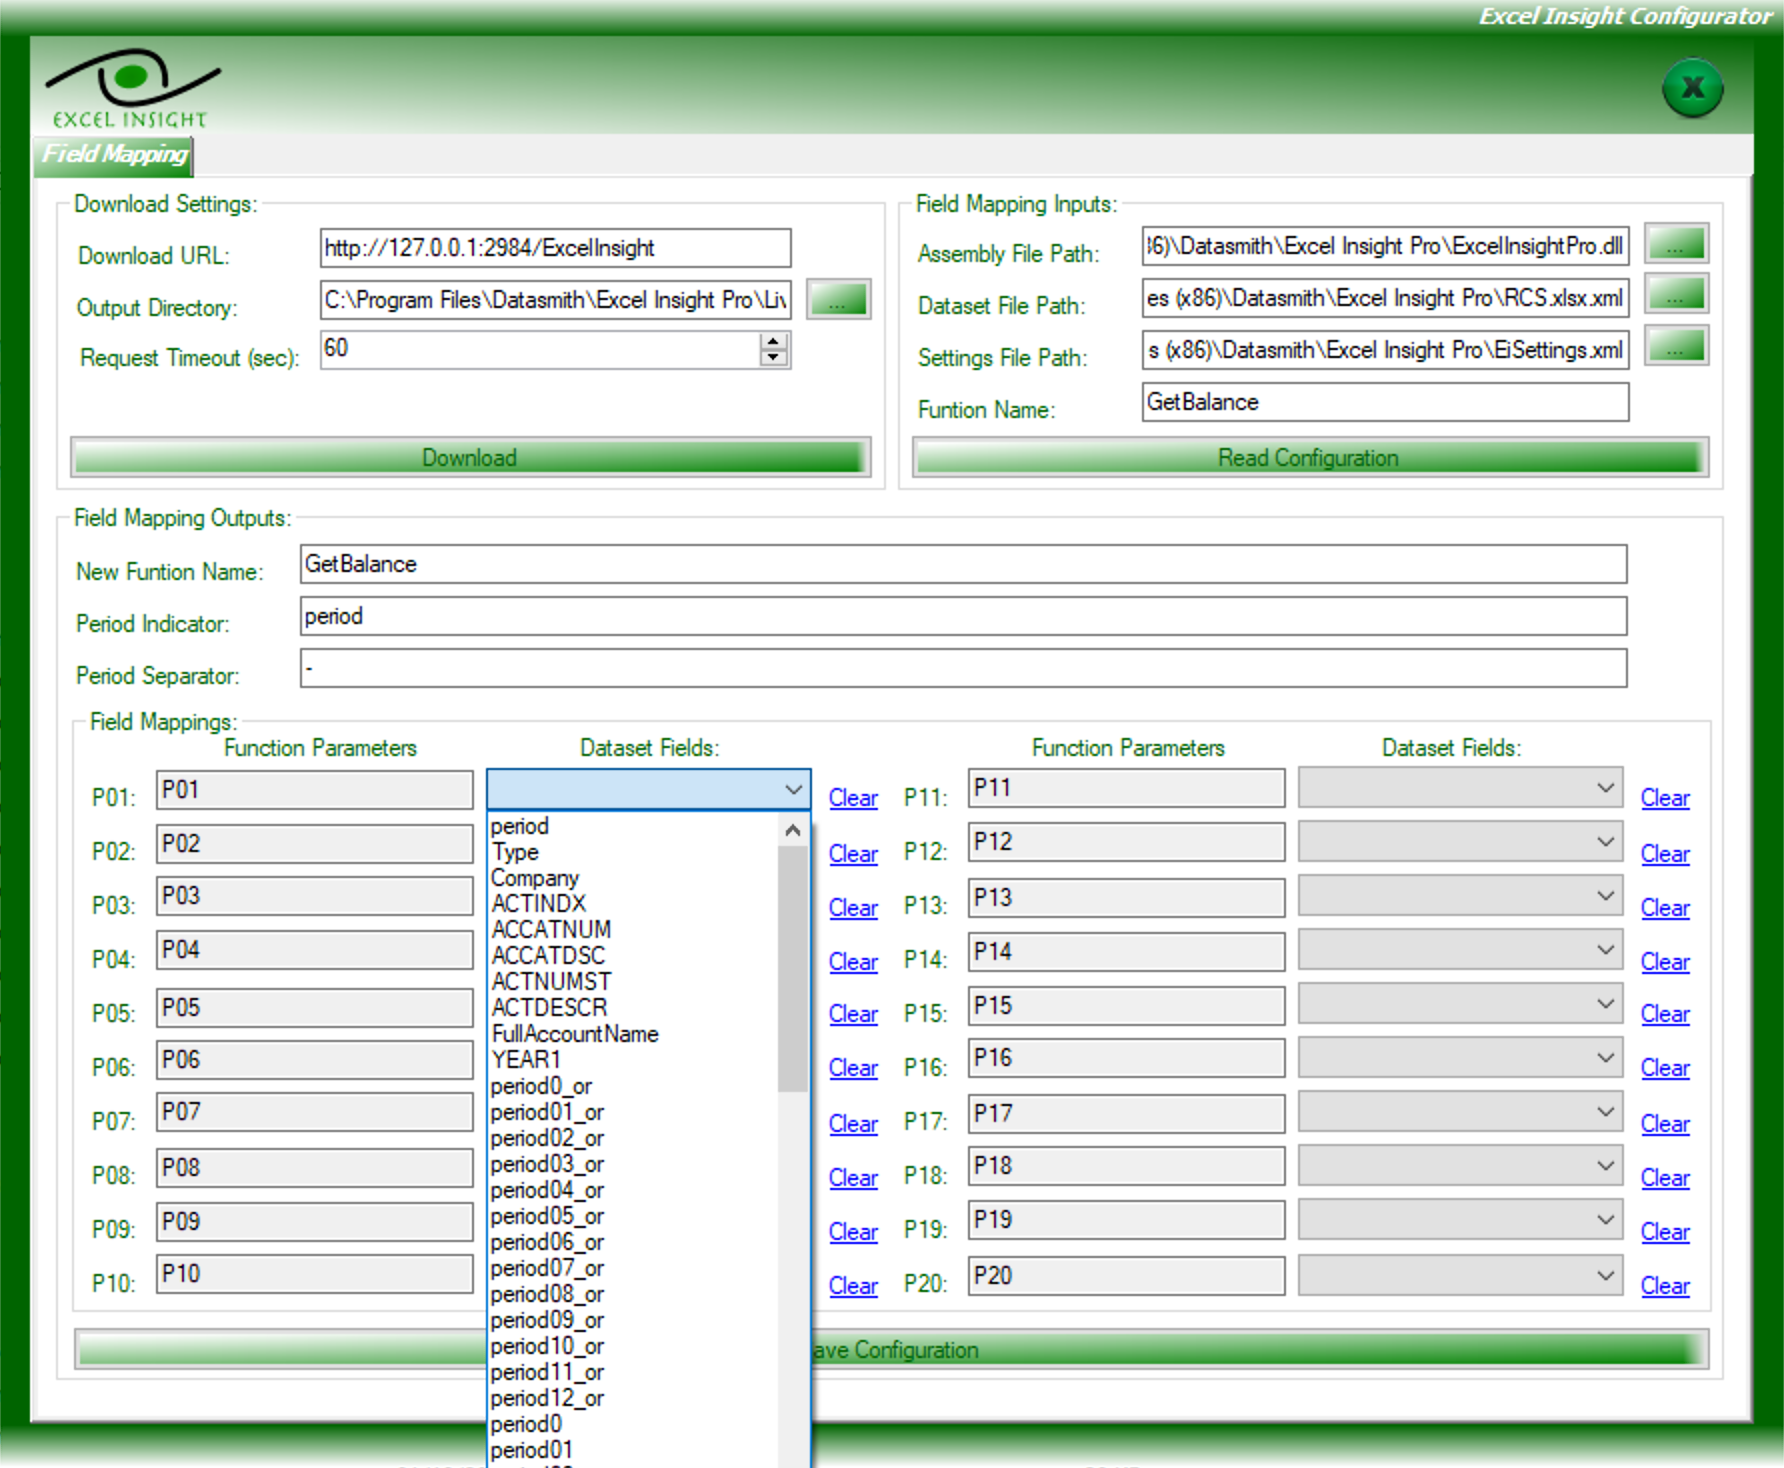 Excel Insight Configurator
EXCEL INSIGHT
X
Field Mapping
Download Settings:
Download URL: http://127.0.0.1:2984/ExcelInsight
Output Directory: C:\Program Files\Datasmith\Excel Insight Pro\Liv ...
Request Timeout (sec): 60
Download
Field Mapping Inputs:
Assembly File Path: 36)\Datasmith\Excel Insight Pro\ExcelInsightPro.dll ...
Dataset File Path: es (x86)\Datasmith\Excel Insight Pro\RCS.xlsx.xml ...
Settings File Path: s (x86)\Datasmith\Excel Insight Pro\EiSettings.xml ...
Funtion Name: GetBalance
Read Configuration
Field Mapping Outputs:
New Funtion Name: GetBalance
Period Indicator: period
Period Separator: -
Field Mappings:
Function Parameters Dataset Fields: Function Parameters Dataset Fields:
P01: P01 Clear P11: P11 Clear
P02: P02 Clear P12: P12 Clear
P03: P03 Clear P13: P13 Clear
P04: P04 Clear P14: P14 Clear
P05: P05 Clear P15: P15 Clear
P06: P06 Clear P16: P16 Clear
P07: P07 Clear P17: P17 Clear
P08: P08 Clear P18: P18 Clear
P09: P09 Clear P19: P19 Clear
P10: P10 Clear P20: P20 Clear
period
Type
Company
ACTINDX
ACCATNUM
ACCATDSC
ACTNUMST
ACTDESCR
FullAccountName
YEAR1
period0_or
period01_or
period02_or
period03_or
period04_or
period05_or
period06_or
period07_or
period08_or
period09_or
period10_or
period11_or
period12_or
period0
period01
ave Configuration